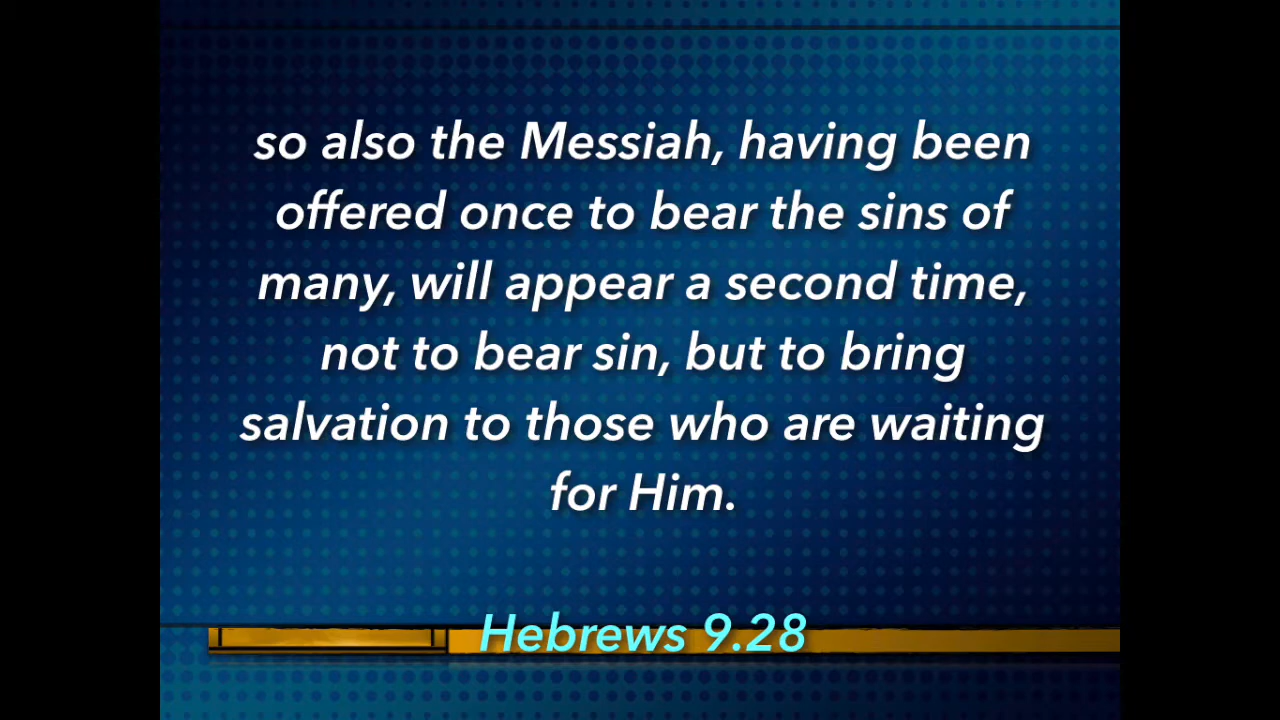 so also the Messiah, having been
offered once to bear the sins of
many, will appear a second time,
not to bear sin, but to bring
salvation to those who are waiting
for Him.
Hebrews 9.28